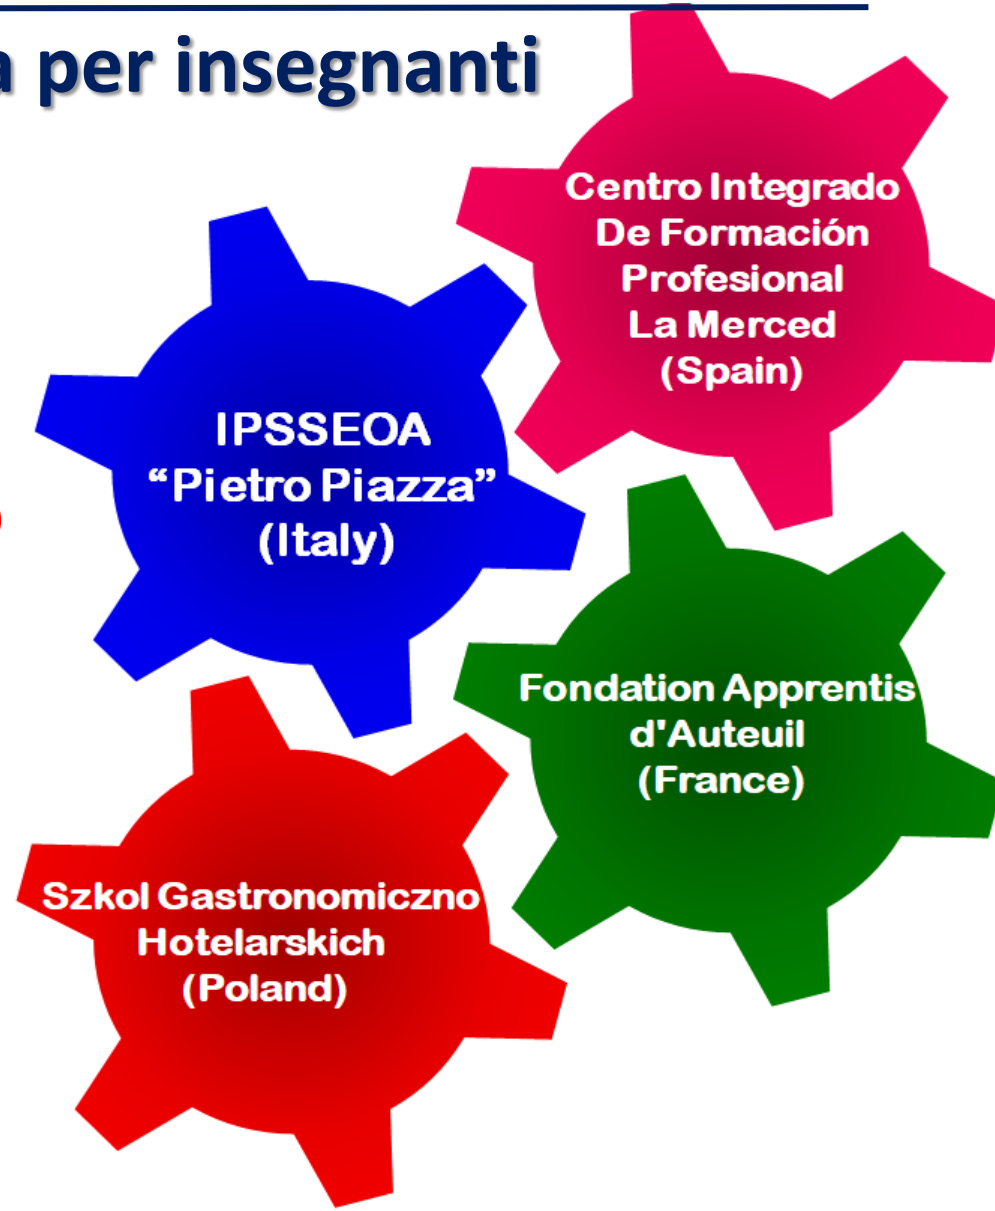 per insegnanti
Centro Integrado
De Formación
Profesional
La Merced
(Spain)
IPSSEOA
“Pietro Piazza”
(Italy)
Fondation Apprentis
d'Auteuil
(France)
Szkol Gastronomiczno
Hotelarskich
(Poland)